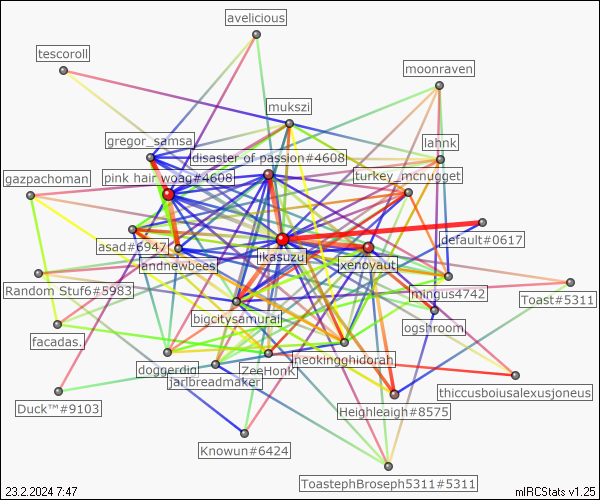 avelicious
tescoroll
moonraven
mukszi
gregor_samsa
lahnk
disaster of passion#4608
gazpachoman
pink hair woag#4608
turkey_mcnugget
default#0617
asad#6947
ikasuzu
andnewbees
xenoyaut
Random Stuf6#5983
mingus4742
Toast#5311
bigcitysamurai
ogshroom
facadas.
neokingghidorah
doggerdig
ZeeHonk
jarlbreadmaker
thiccusboiusalexusjoneus
Duck™#9103
Heighleaigh#8575
Knowun#6424
ToastephBroseph5311#5311
23.2.2024 7:47
mIRCStats v1.25